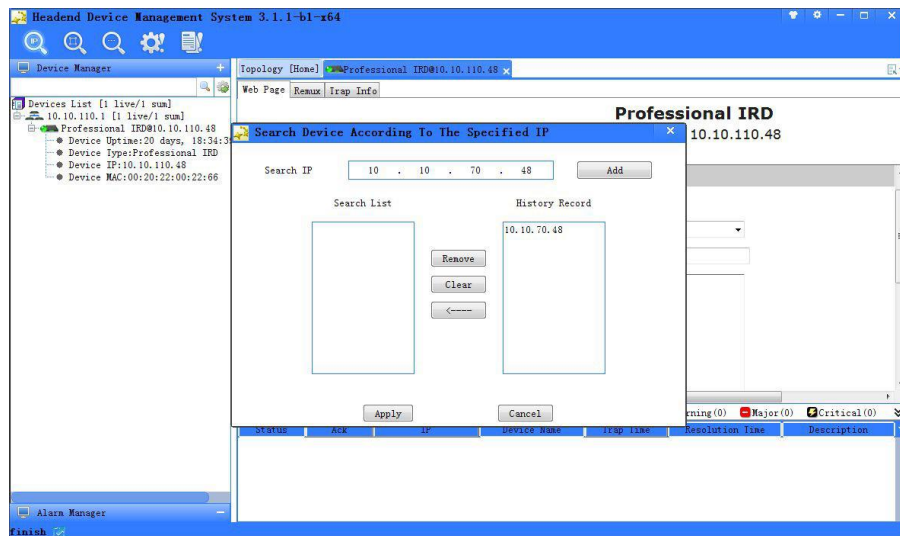 Headend Device Management System 3.1.1-b1-x64
Device Manager
Topology [Home] Professional IRD@10.10.110.48
Web Page Remux Trap Info
Devices List [1 live/1 sum]
10.10.110.1 [1 live/1 sum]
Professional IRD@10.10.110.48
Device Uptime:20 days, 18:34:3
Device Type:Professional IRD
Device IP:10.10.110.48
Device MAC:00:20:22:00:22:66
Professional IRD
10.10.110.48
Search Device According To The Specified IP
Search IP 10 . 10 . 70 . 48 Add
Search List History Record
10.10.70.48
Remove
Clear
<----
Apply Cancel
rning(0) Major(0) Critical(0)
Status Ack IP Device Name Trap Time Resolution Time Description
Alarm Manager
finish